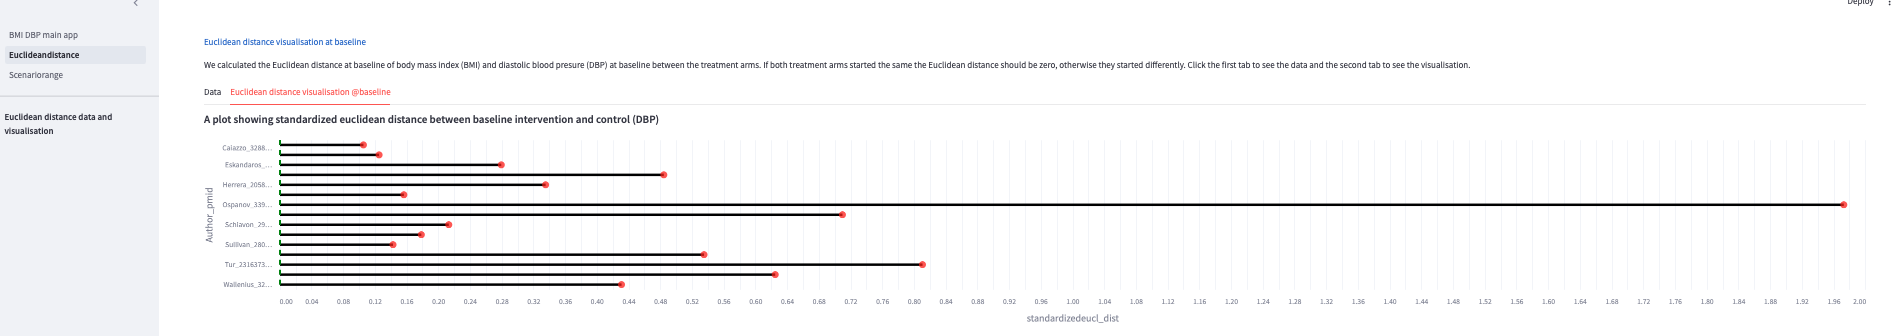 Deploy
BMI DBP main app
Euclideandistance
Scenariorange
Euclidean distance data and
visualisation
Euclidean distance visualisation at baseline
We calculated the Euclidean distance at baseline of body mass index (BMI) and diastolic blood presure (DBP) at baseline between the treatment arms. If both treatment arms started the same the Euclidean distance should be zero, otherwise they started differently. Click the first tab to see the data and the second tab to see the visualisation.
Data Euclidean distance visualisation @baseline
A plot showing standardized euclidean distance between baseline intervention and control (DBP)
Author_pmid
Caiazzo_3288…
Eskandaros_…
Herrera_2058…
Ospanov_339…
Schiavon_29…
Sullivan_280…
Tur_2316373…
Wallenius_32…
0.00 0.04 0.08 0.12 0.16 0.20 0.24 0.28 0.32 0.36 0.40 0.44 0.48 0.52 0.56 0.60 0.64 0.68 0.72 0.76 0.80 0.84 0.88 0.92 0.96 1.00 1.04 1.08 1.12 1.16 1.20 1.24 1.28 1.32 1.36 1.40 1.44 1.48 1.52 1.56 1.60 1.64 1.68 1.72 1.76 1.80 1.84 1.88 1.92 1.96 2.00
standardizedeucl_dist